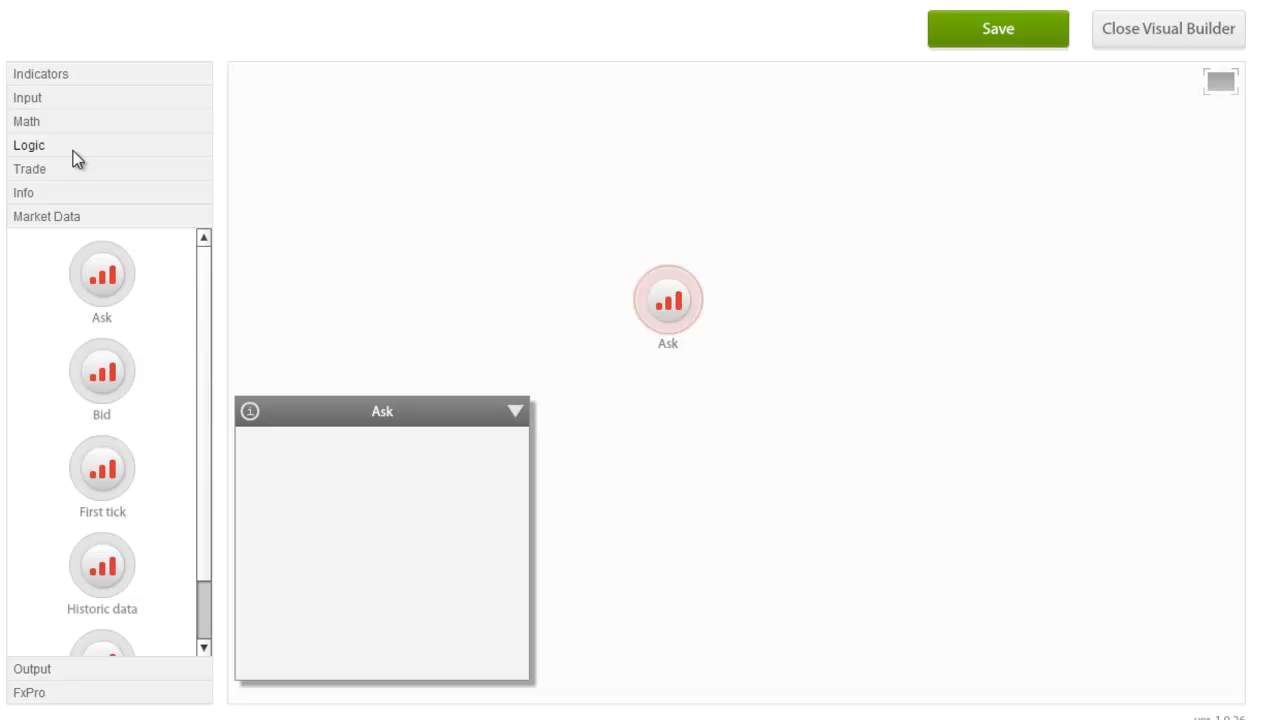 Save
Close Visual Builder
Indicators
Input
Math
Logic
Trade
Info
Market Data
Ask
Bid
First tick
Historic data
Output
FxPro
Ask
Ask